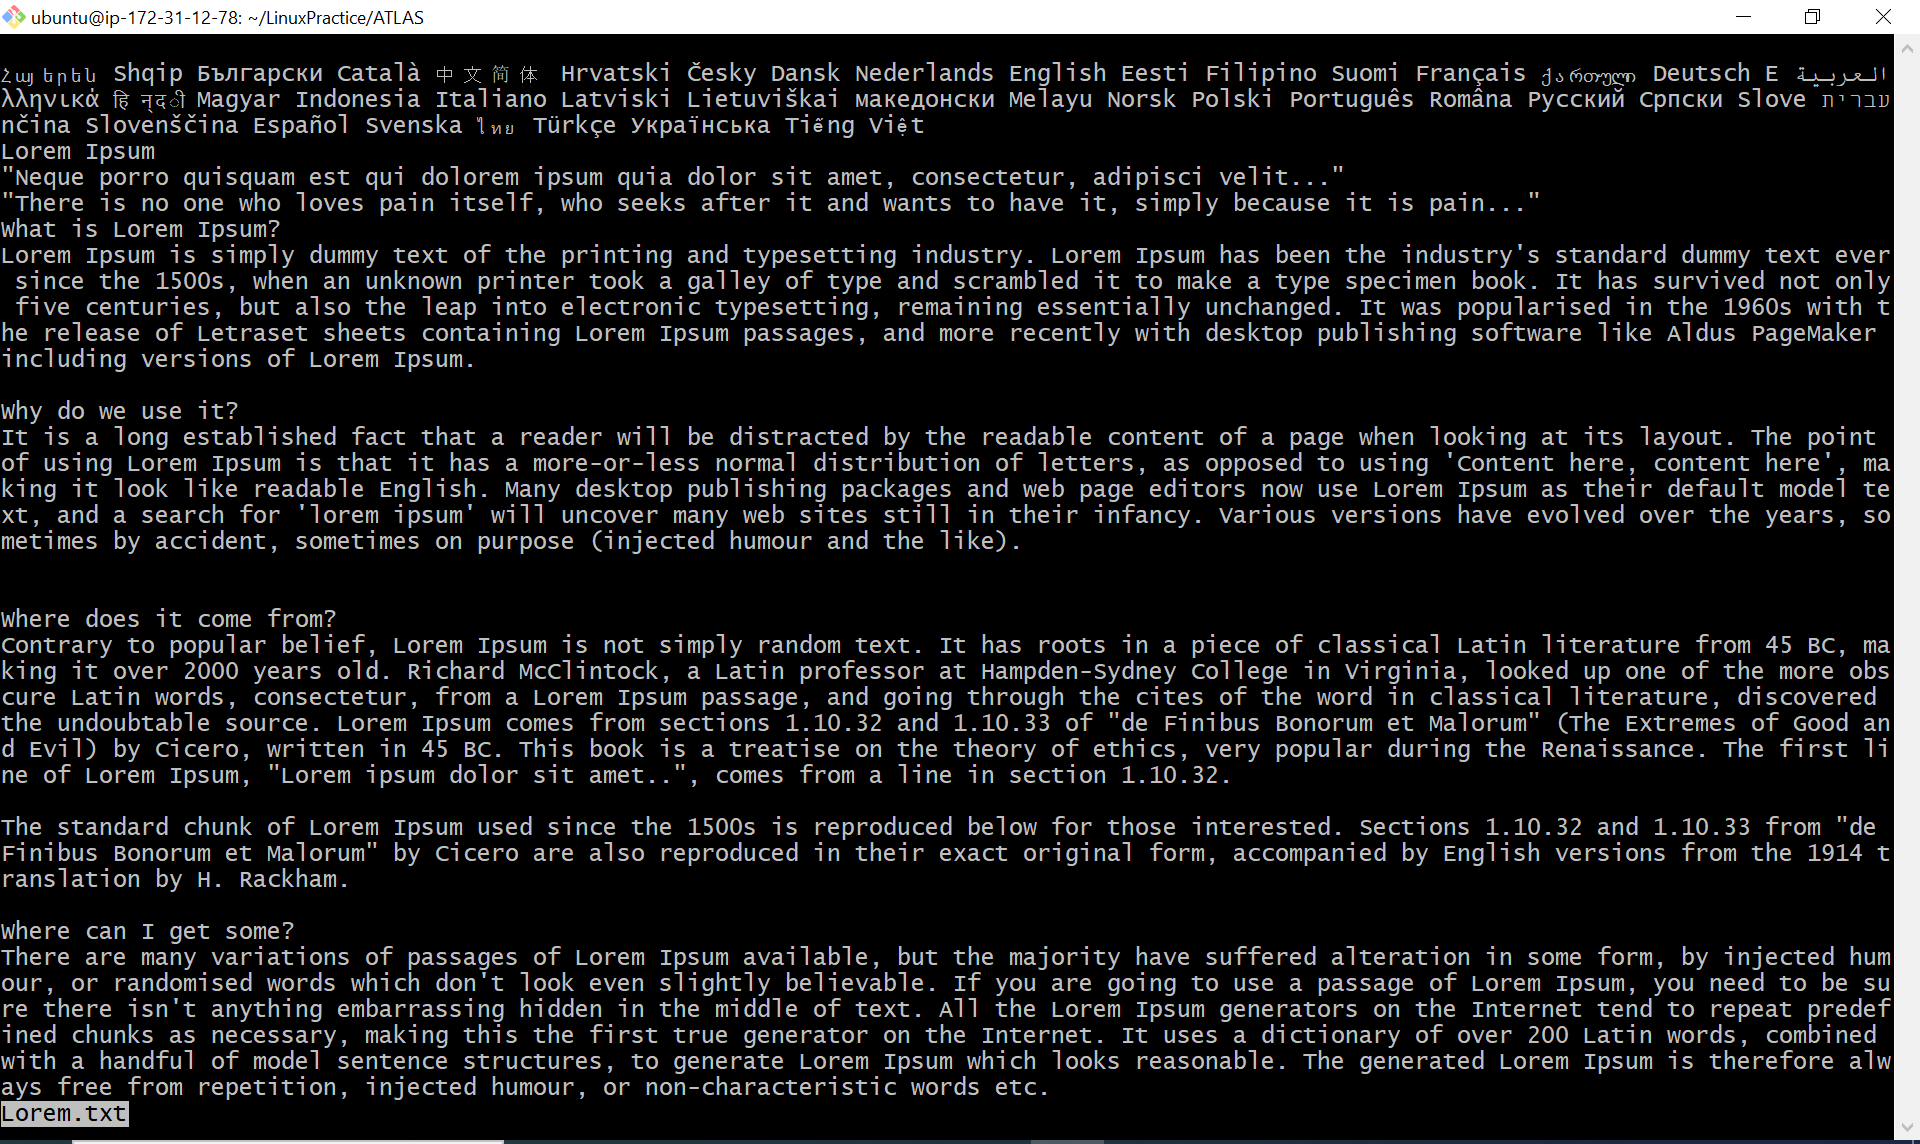 ubuntu@ip-172-31-12-78: ~/LinuxPractice/ATLAS
Հայերեն Shqip Български Català 中文简体 Hrvatski Česky Dansk Nederlands English Eesti Filipino Suomi Français ქართული Deutsch Ε العربية
λληνικά हिन्दी Magyar Indonesia Italiano Latviski Lietuviškai македонски Melayu Norsk Polski Português Româna Pyccкий Српски Slove עברית
nčina Slovenščina Español Svenska ไทย Türkçe Українська Tiếng Việt
Lorem Ipsum
"Neque porro quisquam est qui dolorem ipsum quia dolor sit amet, consectetur, adipisci velit..."
"There is no one who loves pain itself, who seeks after it and wants to have it, simply because it is pain..."
What is Lorem Ipsum?
Lorem Ipsum is simply dummy text of the printing and typesetting industry. Lorem Ipsum has been the industry's standard dummy text ever
since the 1500s, when an unknown printer took a galley of type and scrambled it to make a type specimen book. It has survived not only
five centuries, but also the leap into electronic typesetting, remaining essentially unchanged. It was popularised in the 1960s with t
he release of Letraset sheets containing Lorem Ipsum passages, and more recently with desktop publishing software like Aldus PageMaker
including versions of Lorem Ipsum.
Why do we use it?
It is a long established fact that a reader will be distracted by the readable content of a page when looking at its layout. The point
of using Lorem Ipsum is that it has a more-or-less normal distribution of letters, as opposed to using 'Content here, content here', ma
king it look like readable English. Many desktop publishing packages and web page editors now use Lorem Ipsum as their default model te
xt, and a search for 'lorem ipsum' will uncover many web sites still in their infancy. Various versions have evolved over the years, so
metimes by accident, sometimes on purpose (injected humour and the like).
Where does it come from?
Contrary to popular belief, Lorem Ipsum is not simply random text. It has roots in a piece of classical Latin literature from 45 BC, ma
king it over 2000 years old. Richard McClintock, a Latin professor at Hampden-Sydney College in Virginia, looked up one of the more obs
cure Latin words, consectetur, from a Lorem Ipsum passage, and going through the cites of the word in classical literature, discovered
the undoubtable source. Lorem Ipsum comes from sections 1.10.32 and 1.10.33 of "de Finibus Bonorum et Malorum" (The Extremes of Good an
d Evil) by Cicero, written in 45 BC. This book is a treatise on the theory of ethics, very popular during the Renaissance. The first li
ne of Lorem Ipsum, "Lorem ipsum dolor sit amet..", comes from a line in section 1.10.32.
The standard chunk of Lorem Ipsum used since the 1500s is reproduced below for those interested. Sections 1.10.32 and 1.10.33 from "de
Finibus Bonorum et Malorum" by Cicero are also reproduced in their exact original form, accompanied by English versions from the 1914 t
ranslation by H. Rackham.
Where can I get some?
There are many variations of passages of Lorem Ipsum available, but the majority have suffered alteration in some form, by injected hum
our, or randomised words which don't look even slightly believable. If you are going to use a passage of Lorem Ipsum, you need to be su
re there isn't anything embarrassing hidden in the middle of text. All the Lorem Ipsum generators on the Internet tend to repeat predef
ined chunks as necessary, making this the first true generator on the Internet. It uses a dictionary of over 200 Latin words, combined
with a handful of model sentence structures, to generate Lorem Ipsum which looks reasonable. The generated Lorem Ipsum is therefore alw
ays free from repetition, injected humour, or non-characteristic words etc.
Lorem.txt